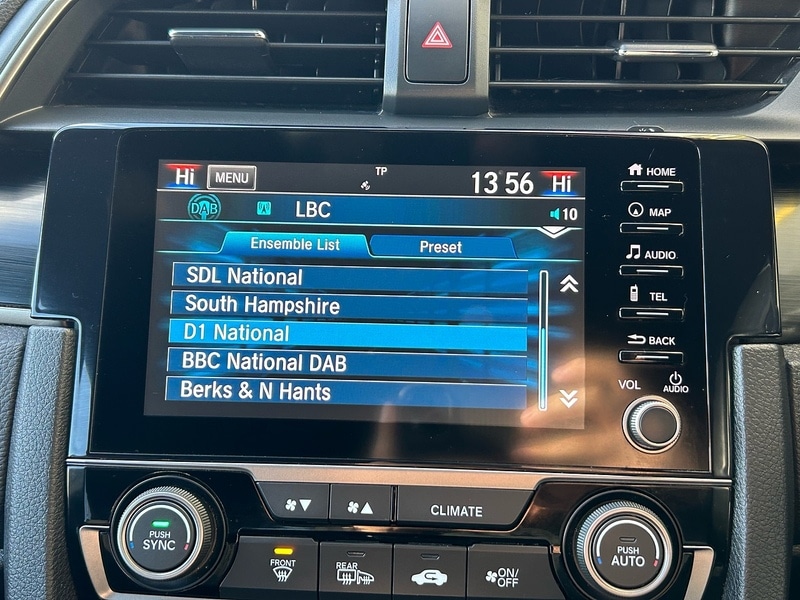 Hi MENU TP 13 56 Hi
DAB LBC 10
Ensemble List Preset
SDL National
South Hampshire
D1 National
BBC National DAB
Berks & N Hants
HOME
MAP
AUDIO
TEL
BACK
VOL AUDIO
CLIMATE
PUSH
SYNC
FRONT
REAR
ON/
OFF
PUSH
AUTO